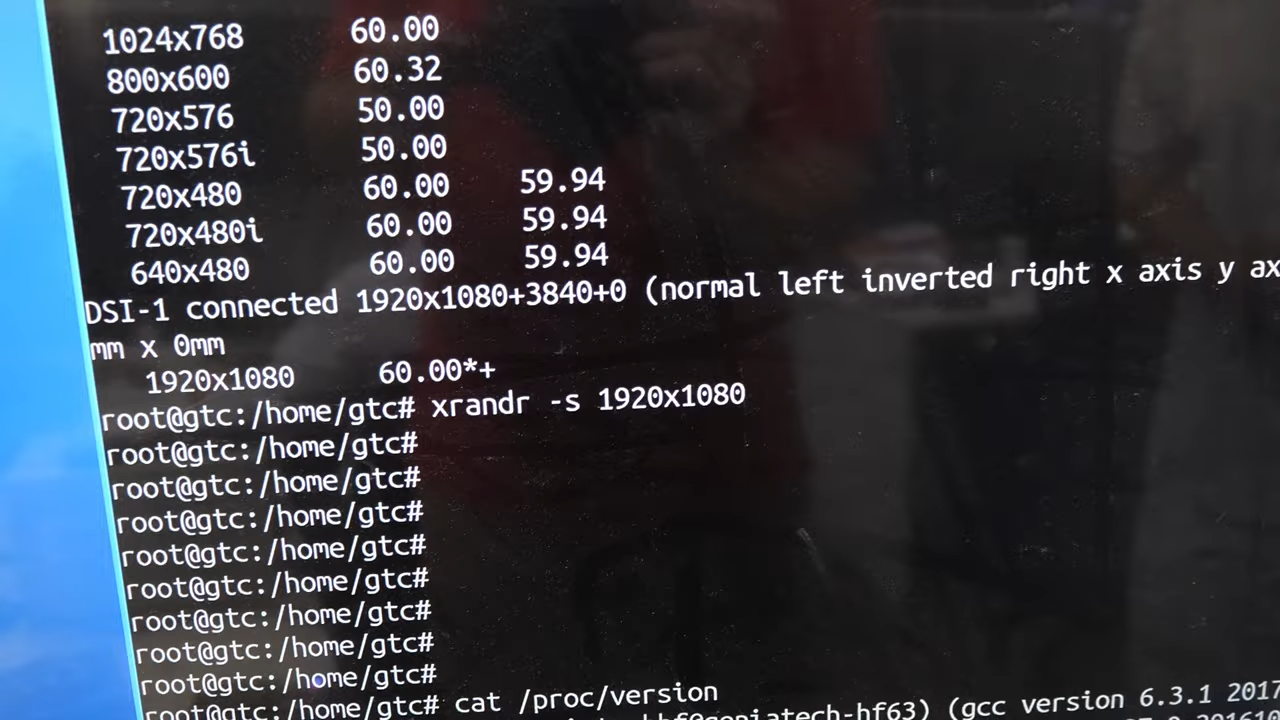 1024x768 60.00
800x600 60.32
720x576 50.00
720x576i 50.00
720x480 60.00 59.94
720x480i 60.00 59.94
640x480 60.00 59.94
DSI-1 connected 1920x1080+3840+0 (normal left inverted right x axis y ax
mm x 0mm
1920x1080 60.00*+
root@gtc:/home/gtc# xrandr -s 1920x1080
root@gtc:/home/gtc#
root@gtc:/home/gtc#
root@gtc:/home/gtc#
root@gtc:/home/gtc#
root@gtc:/home/gtc#
root@gtc:/home/gtc#
root@gtc:/home/gtc#
root@gtc:/home/gtc#
root@gtc:/home/gtc# cat /proc/version
(gcc version 6.3.1 2017